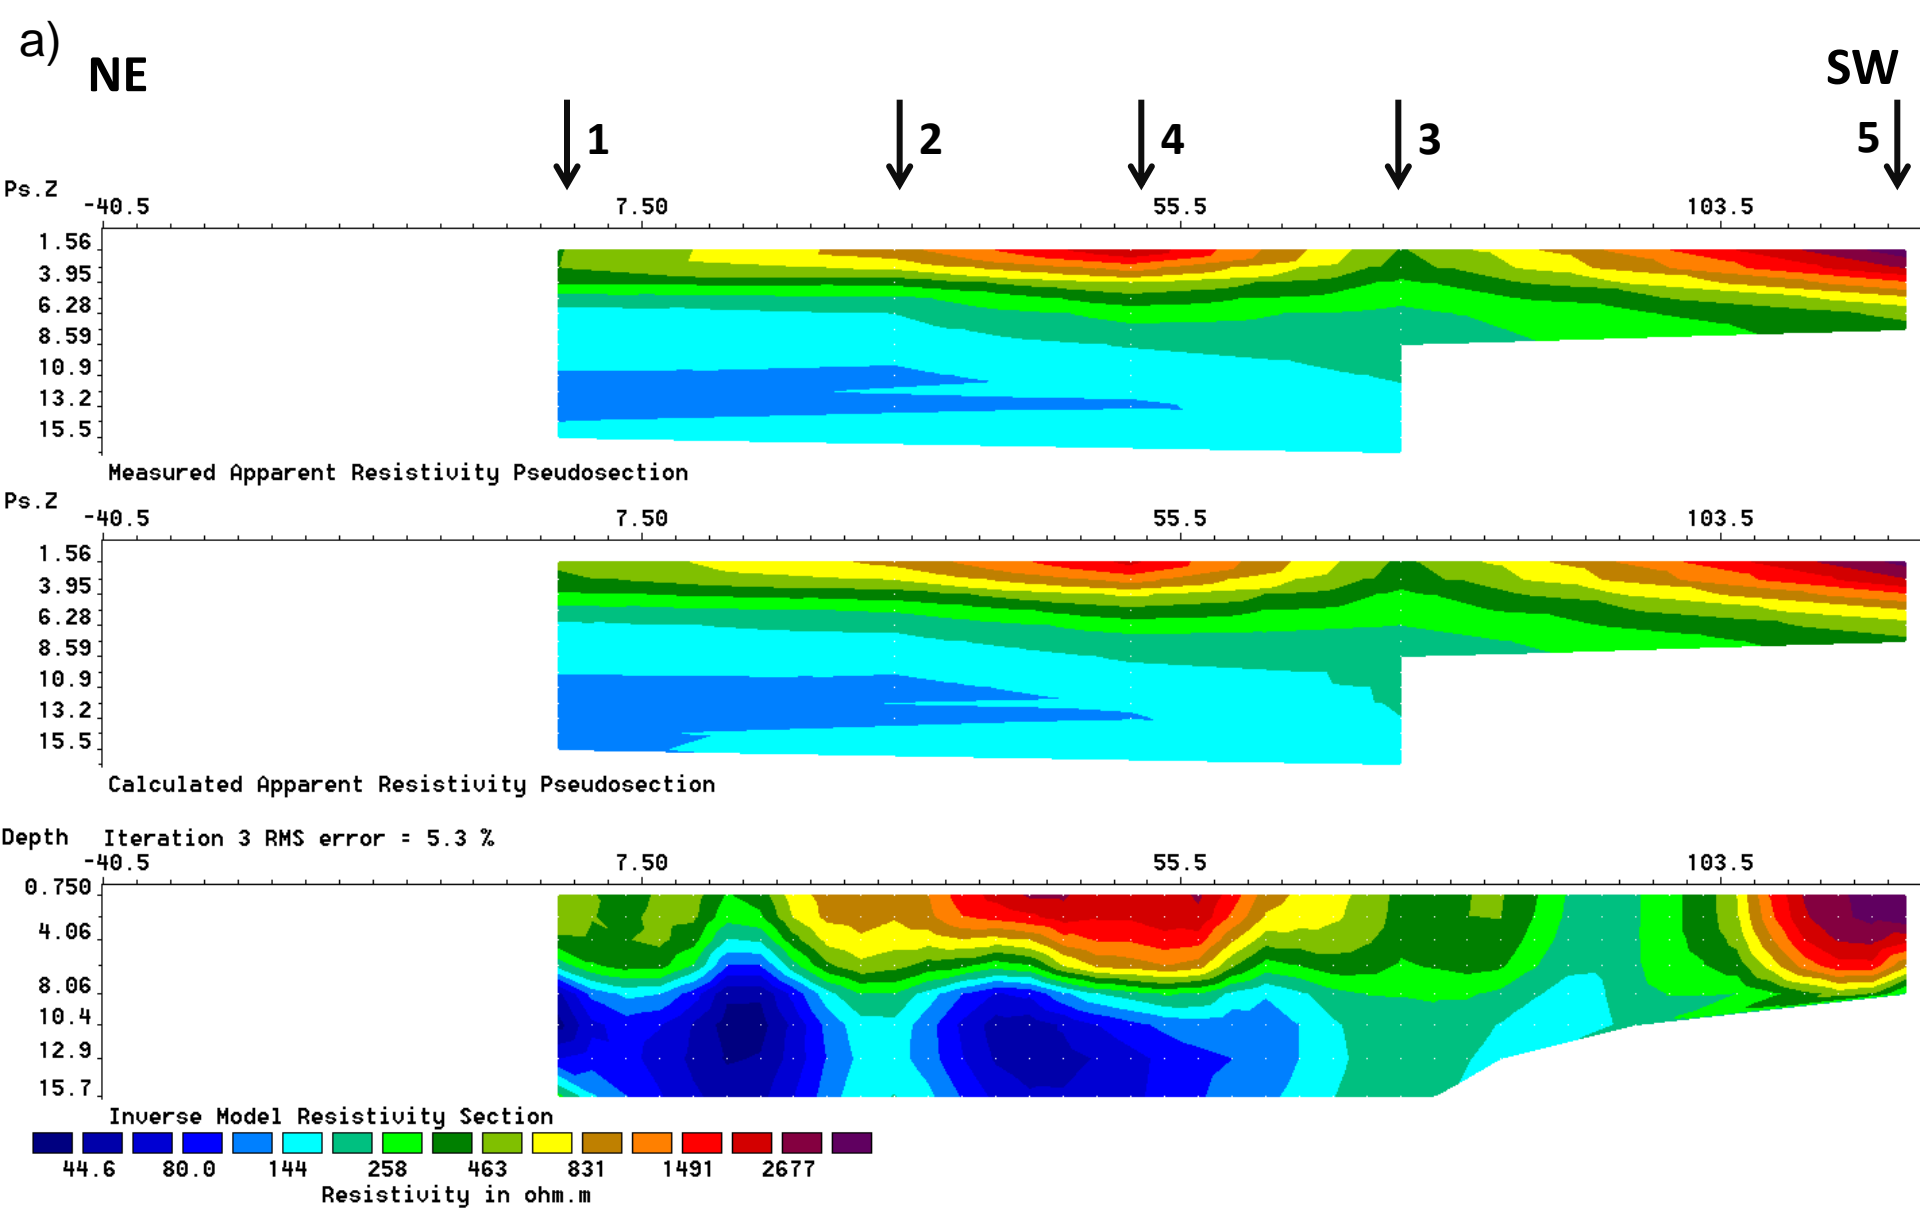 a)
NE SW
1 2 4 3 5
Ps.Z -40.5 7.50 55.5 103.5
1.56
3.95
6.28
8.59
10.9
13.2
15.5
Measured Apparent Resistivity Pseudosection
Ps.Z -40.5 7.50 55.5 103.5
1.56
3.95
6.28
8.59
10.9
13.2
15.5
Calculated Apparent Resistivity Pseudosection
Depth Iteration 3 RMS error = 5.3 %
-40.5 7.50 55.5 103.5
0.750
4.06
8.06
10.4
12.9
15.7
Inverse Model Resistivity Section
44.6 80.0 144 258 463 831 1491 2677
Resistivity in ohm.m